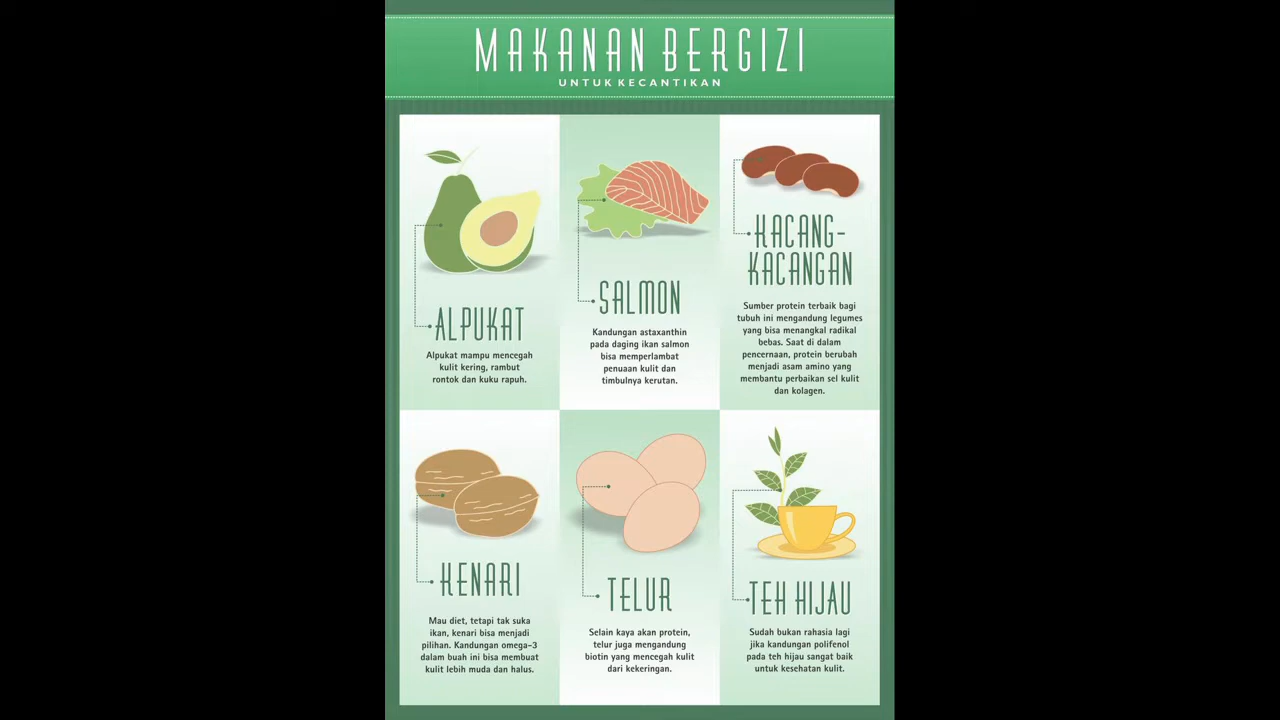 MAKANAN BERGIZI
UNTUK KECANTIKAN
ALPUKAT
Alpukat mampu mencegah
kulit kering, rambut
rontok dan kuku rapuh.
SALMON
Kandungan astaxanthin
pada daging ikan salmon
bisa memperlambat
penuaan kulit dan
timbulnya kerutan.
KACANG-
KACANGAN
Sumber protein terbaik bagi
tubuh ini mengandung legumes
yang bisa menangkal radikal
bebas. Saat di dalam
pencernaan, protein berubah
menjadi asam amino yang
membantu perbaikan sel kulit
dan kolagen.
KENARI
Mau diet, tetapi tak suka
ikan, kenari bisa menjadi
pilihan. Kandungan omega-3
dalam buah ini bisa membuat
kulit lebih muda dan halus.
TELUR
Selain kaya akan protein,
telur juga mengandung
biotin yang mencegah kulit
dari kekeringan.
TEH HIJAU
Sudah bukan rahasia lagi
jika kandungan polifenol
pada teh hijau sangat baik
untuk kesehatan kulit.